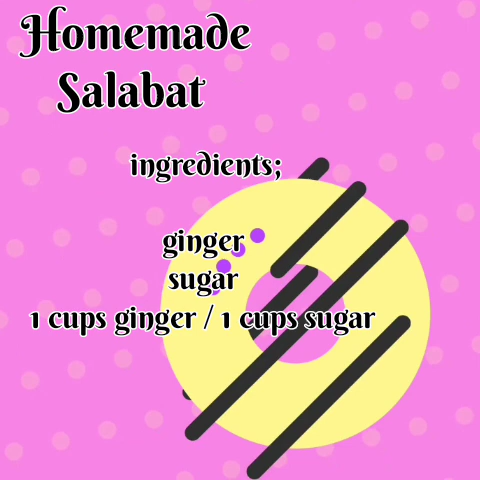 Homemade
Salabat
ingredients;
ginger
sugar
1 cups ginger / 1 cups sugar